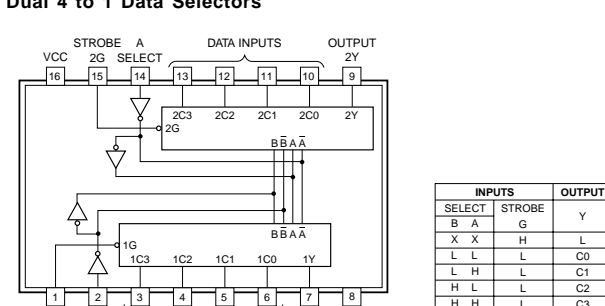 Dual 4 to 1 Data Selectors
STROBE A DATA INPUTS OUTPUT
VCC 2G SELECT 2Y
16 15 14 13 12 11 10 9
2C3 2C2 2C1 2C0 2Y
2G
B B̅ A A̅
B B̅ A A̅
1G
1C3 1C2 1C1 1C0 1Y
1 2 3 4 5 6 7 8
INPUTS OUTPUT
SELECT STROBE Y
B A G
X X H L
L L L C0
L H L C1
H L L C2
H H L C3